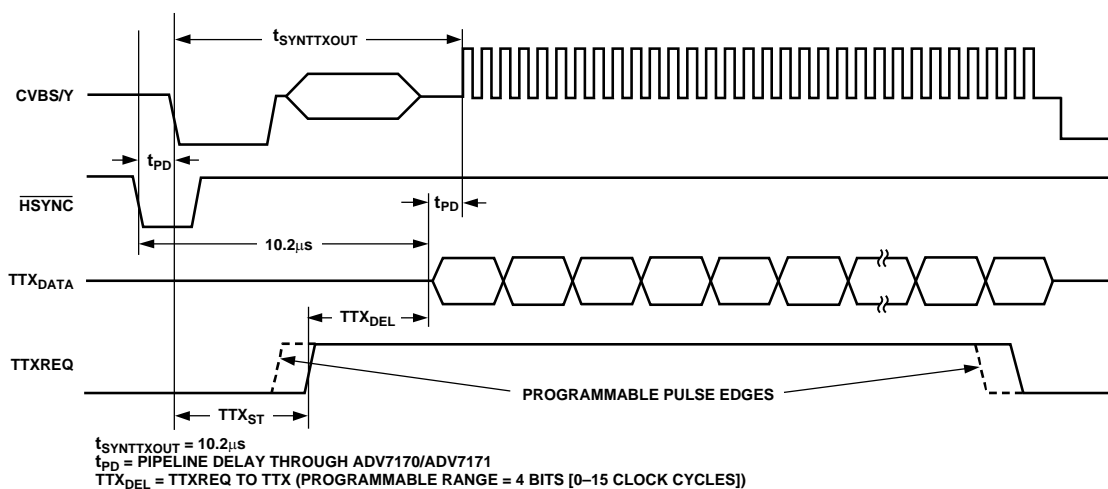 tSYNTTXOUT
CVBS/Y
tPD
HSYNC
tPD
10.2μs
TTXDATA
TTXDEL
TTXREQ
PROGRAMMABLE PULSE EDGES
TTXST
tSYNTTXOUT = 10.2μs
tPD = PIPELINE DELAY THROUGH ADV7170/ADV7171
TTXDEL = TTXREQ TO TTX (PROGRAMMABLE RANGE = 4 BITS [0–15 CLOCK CYCLES])